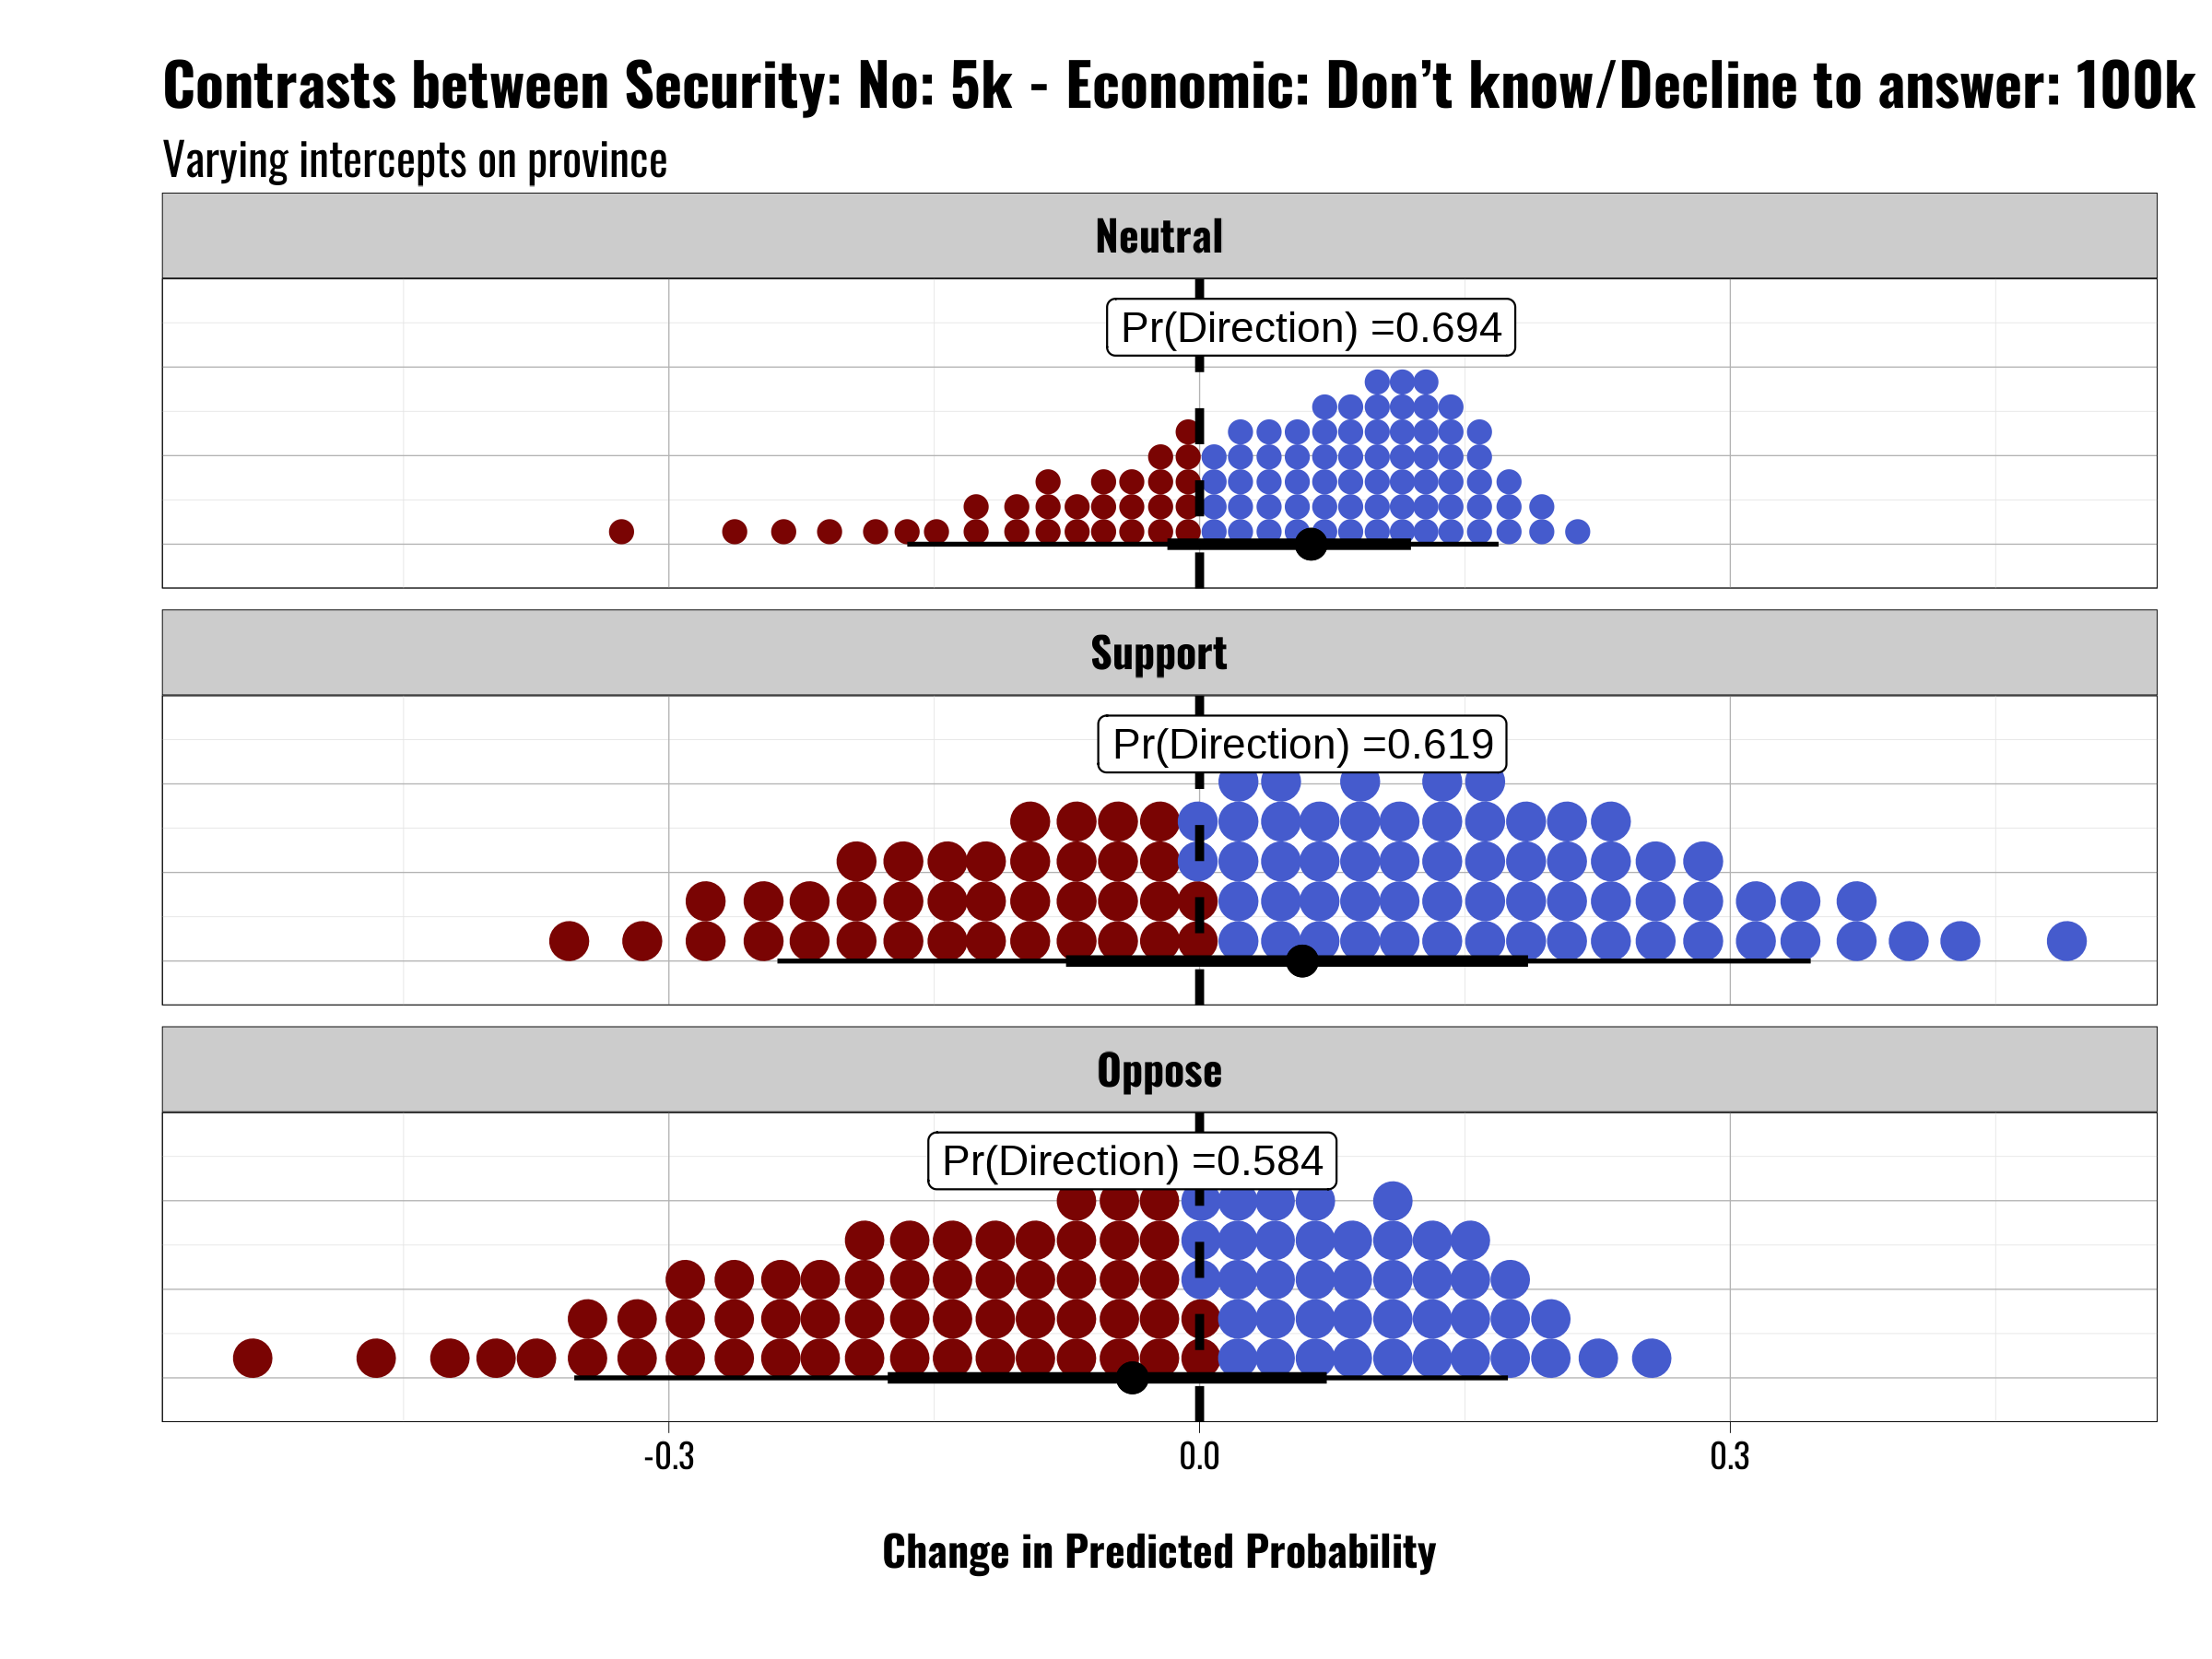 Contrasts between Security: No: 5k - Economic: Don’t know/Decline to answer: 100k
Varying intercepts on province
Neutral
Pr(Direction) =0.694
Support
Pr(Direction) =0.619
Oppose
Pr(Direction) =0.584
-0.3 0.0 0.3
Change in Predicted Probability